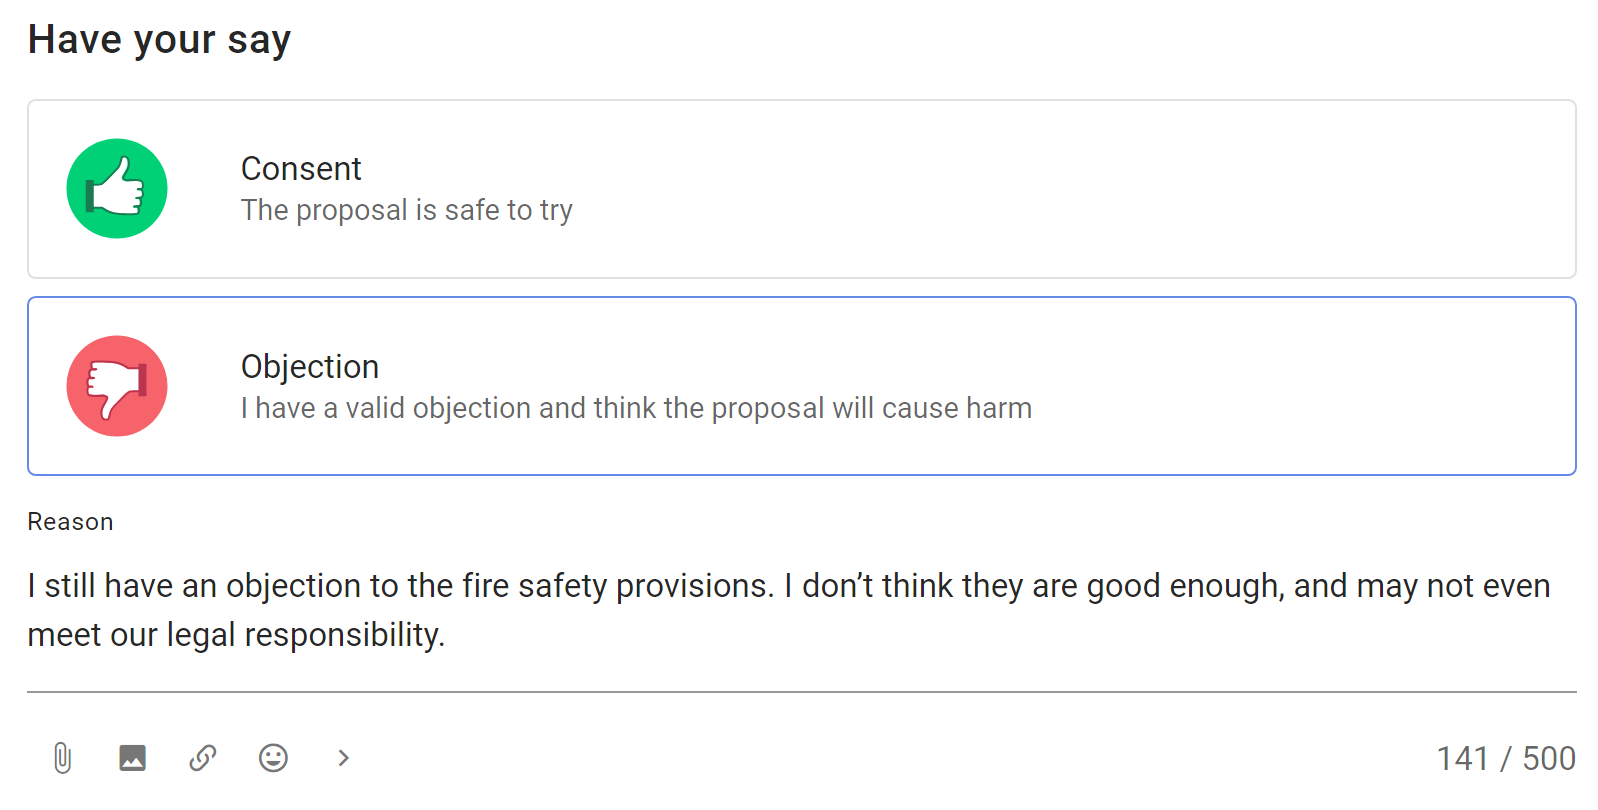 Have your say
Consent
The proposal is safe to try
Objection
I have a valid objection and think the proposal will cause harm
Reason
I still have an objection to the fire safety provisions. I don’t think they are good enough, and may not even
meet our legal responsibility.
141 / 500